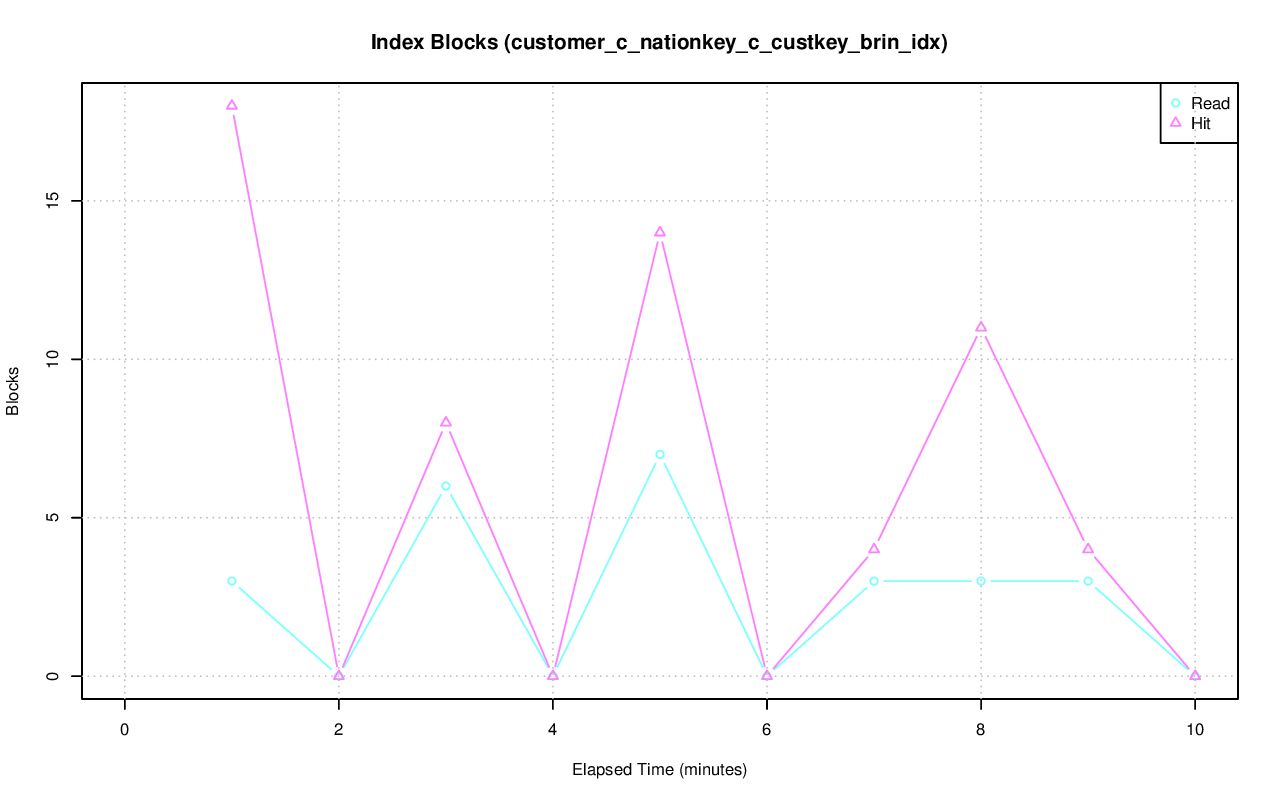 Index Blocks (customer_c_nationkey_c_custkey_brin_idx)
Read
Hit
15
10
5
0
Blocks
0 2 4 6 8 10
Elapsed Time (minutes)